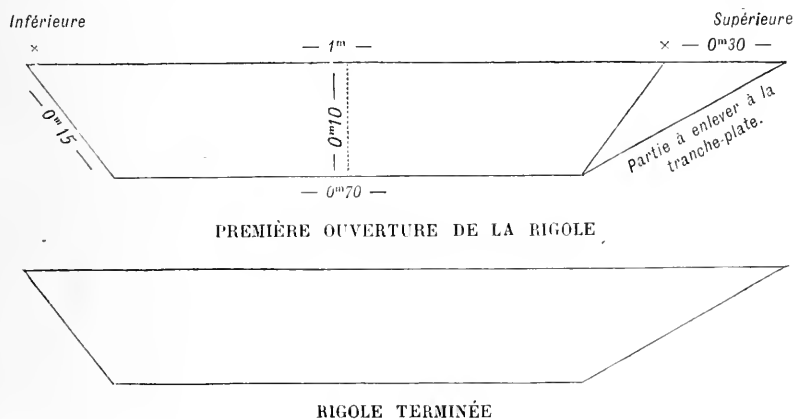 Inférieure
Supérieure
× — 1ᵐ — × — 0ᵐ30 —
— 0ᵐ15 —
— 0ᵐ10 —
Partie à enlever à la
tranche-plate.
— 0ᵐ70 —
PREMIÈRE OUVERTURE DE LA RIGOLE
RIGOLE TERMINÉE